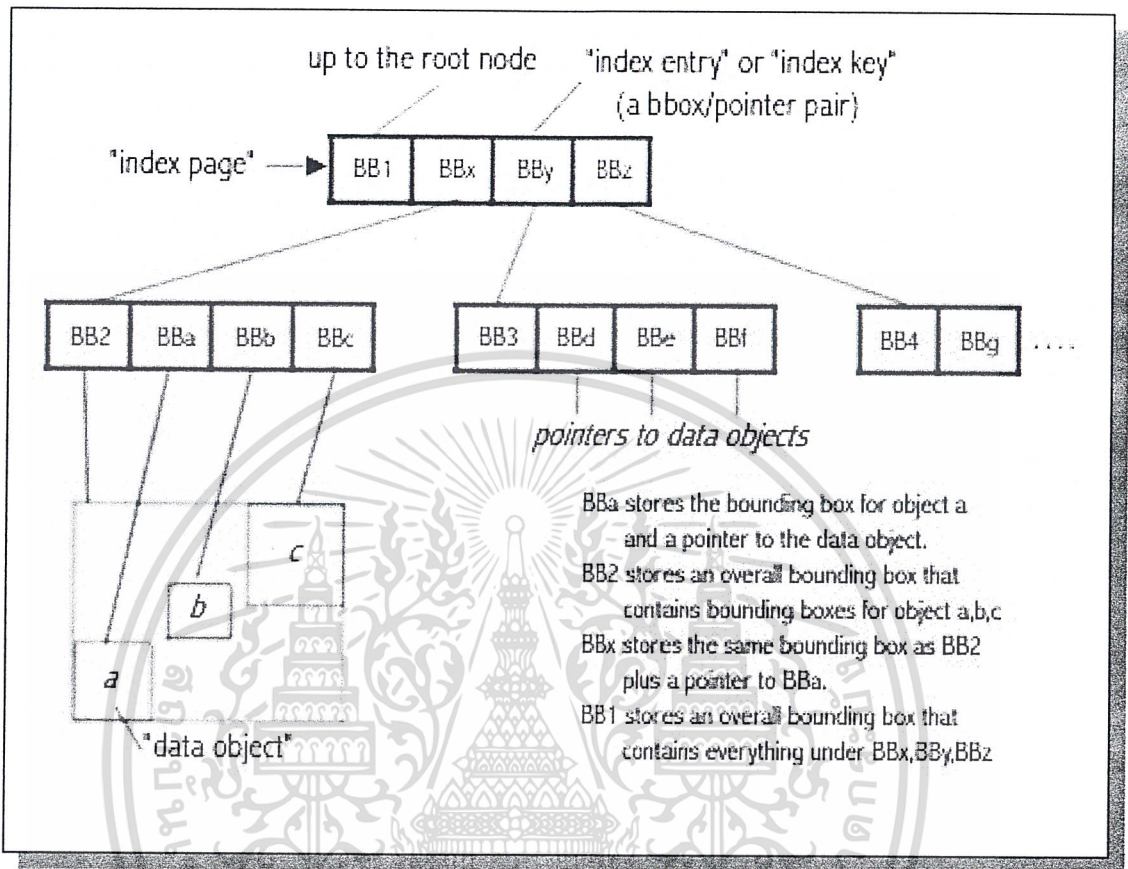 up to the root node
"index entry" or "index key"
(a bbox/pointer pair)
"index page"
BB1 BBx BBy BBz
BB2 BBa BBb BBc
BB3 BBd BBe BBf
BB4 BBg ....
pointers to data objects
c
b
a
"data object"
BBa stores the bounding box for object a
and a pointer to the data object.
BB2 stores an overall bounding box that
contains bounding boxes for object a,b,c
BBx stores the same bounding box as BB2
plus a pointer to BBa.
BB1 stores an overall bounding box that
contains everything under BBx,BBy,BBz